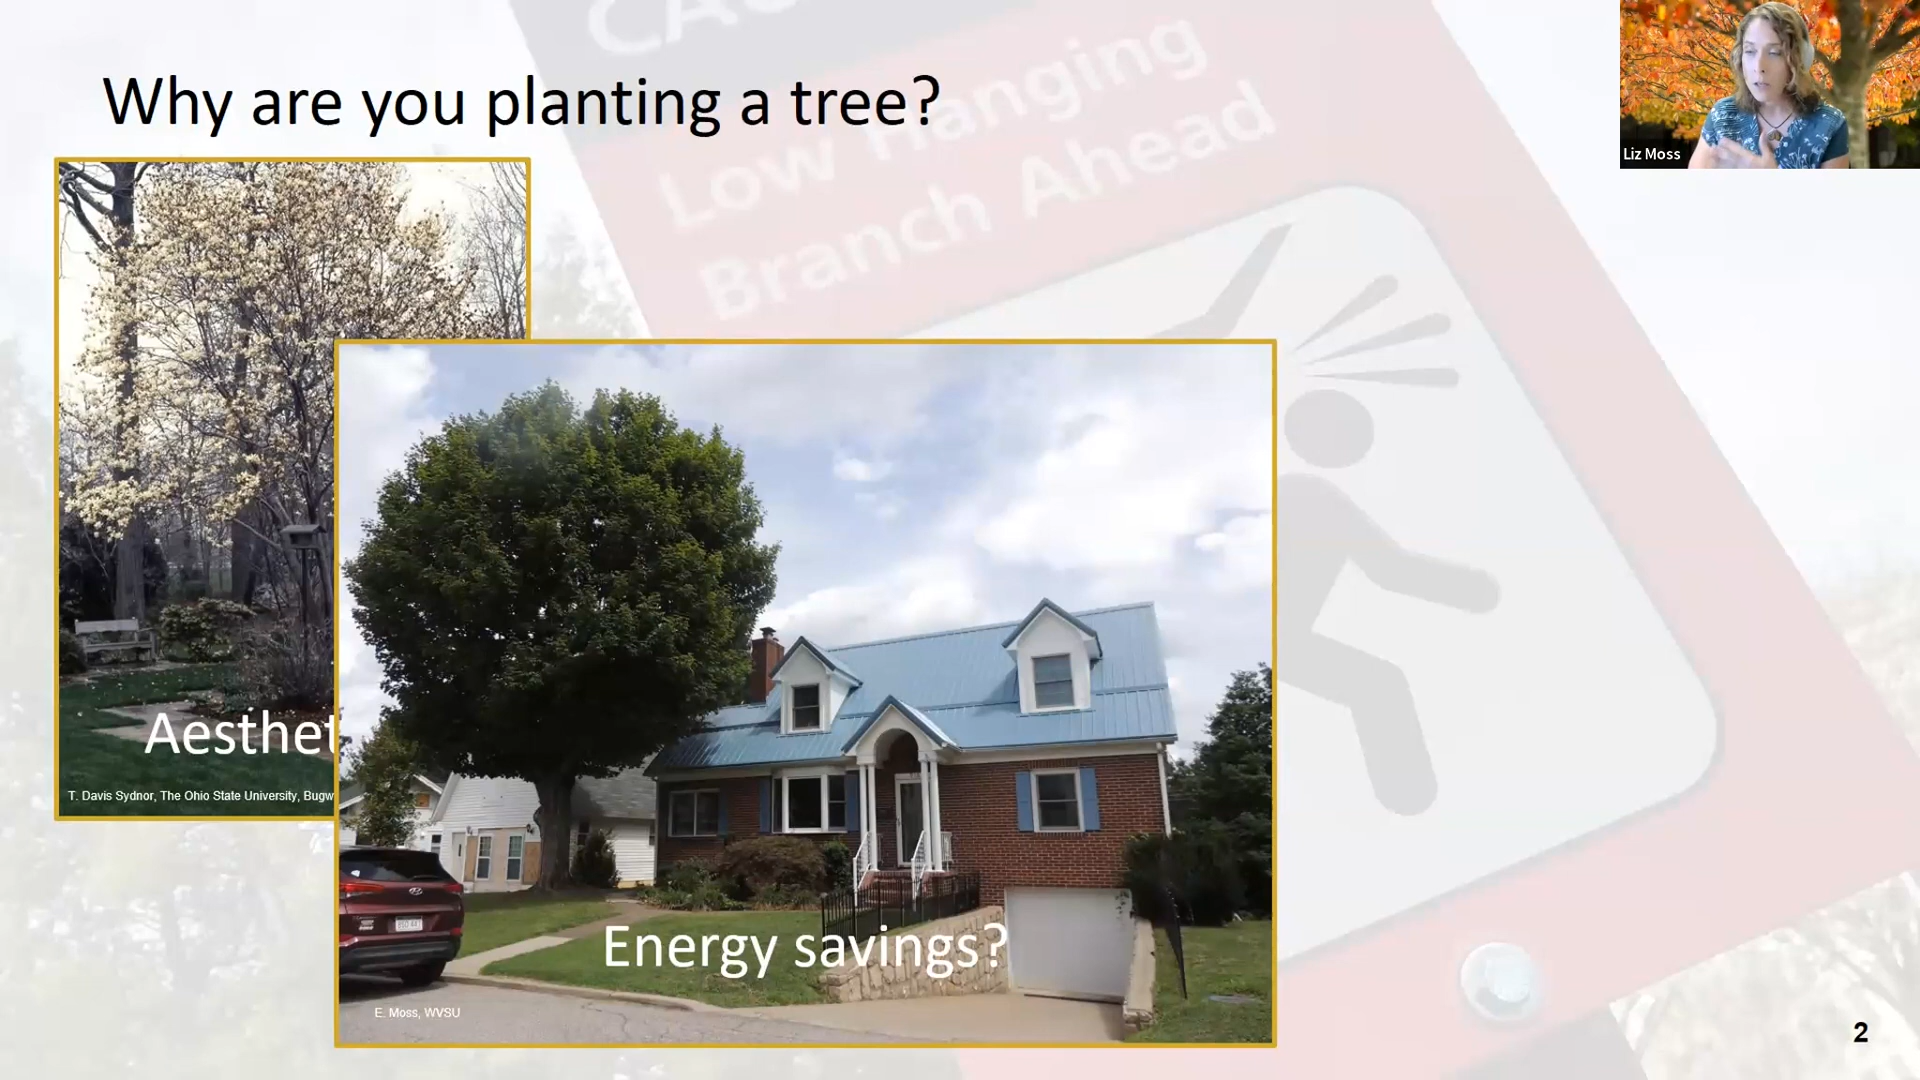 Why are you planting a tree?
Low Hanging
Branch Ahead
Liz Moss
Aesthet
T. Davis Sydnor, The Ohio State University, Bugw
Energy savings?
E. Moss, WVSU
2